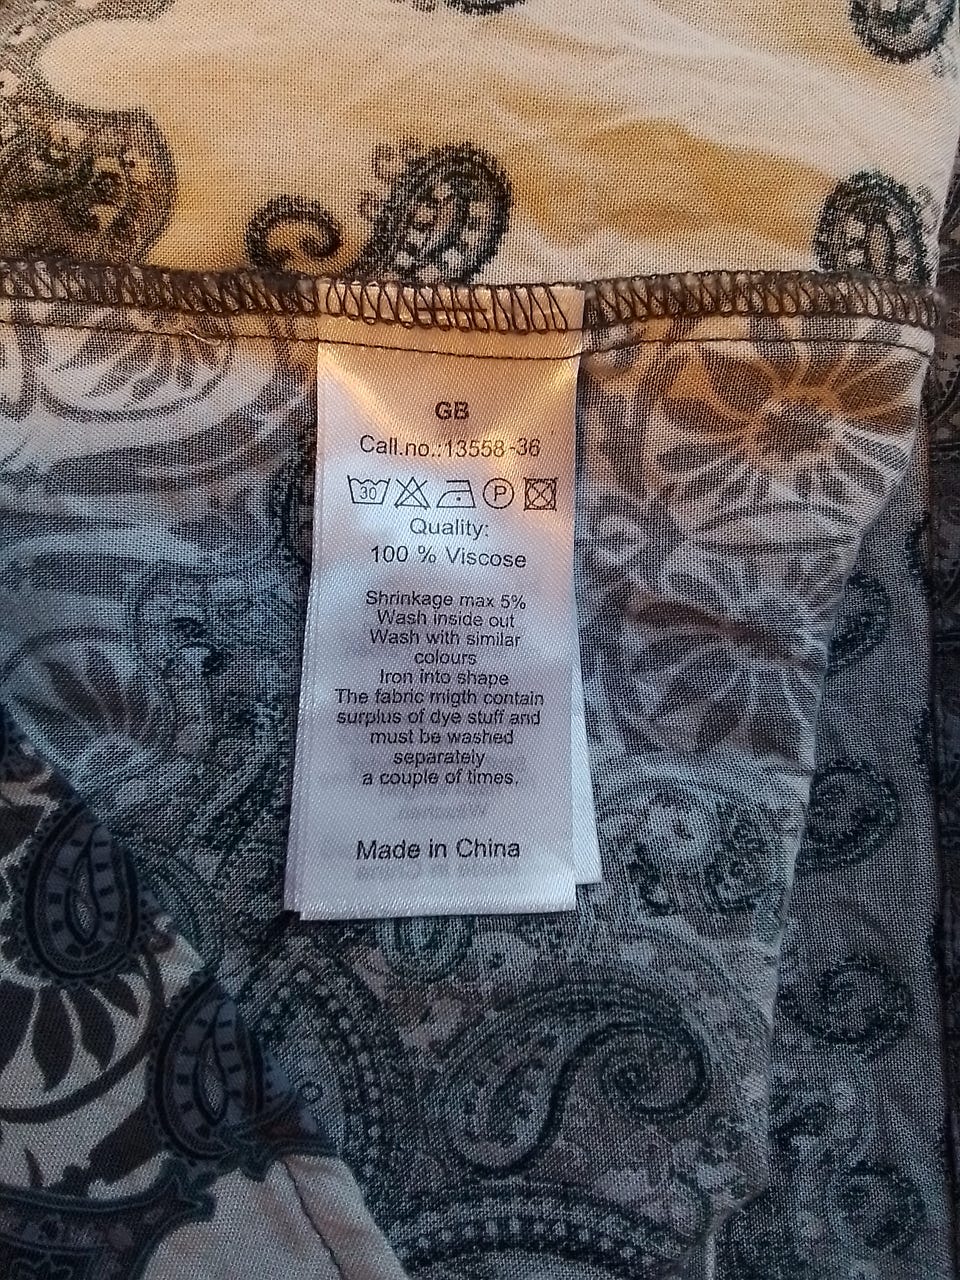 GB
Call.no.:13558-36
30 P
Quality:
100 % Viscose
Shrinkage max 5%
Wash inside out
Wash with similar
colours
Iron into shape
The fabric migth contain
surplus of dye stuff and
must be washed
separately
a couple of times.
Made in China